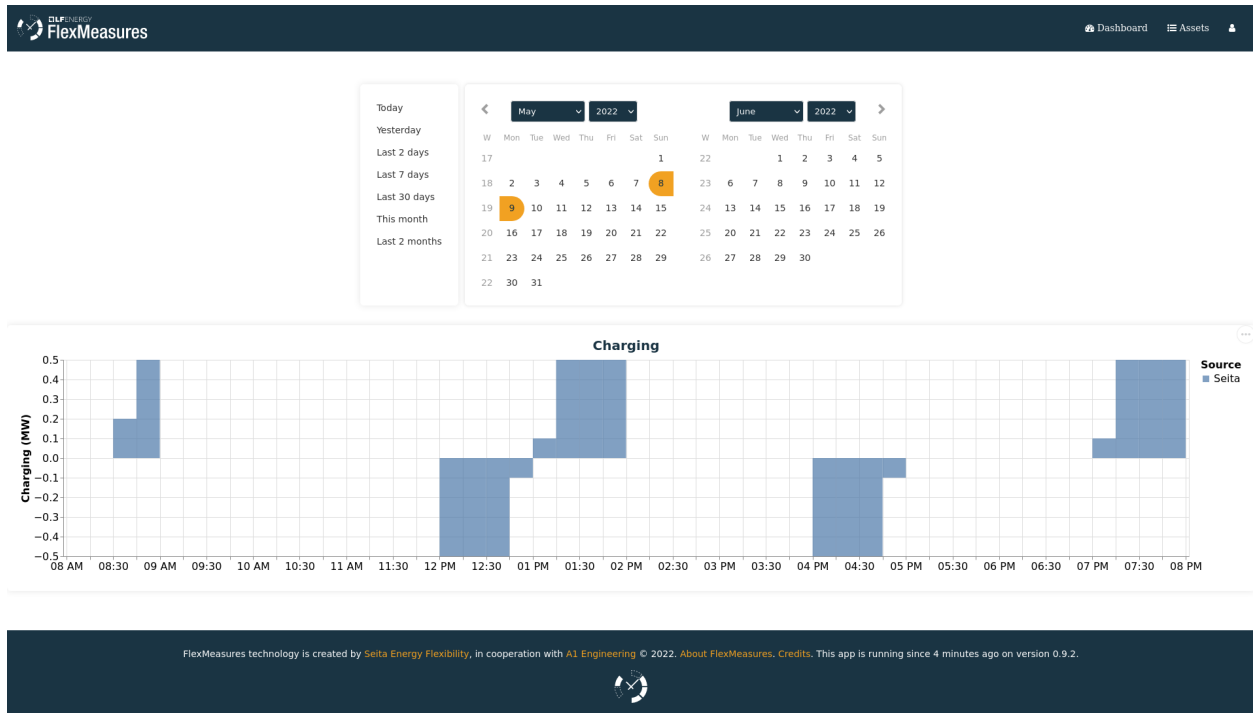 LFENERGY
FlexMeasures
Dashboard Assets
Today
Yesterday
Last 2 days
Last 7 days
Last 30 days
This month
Last 2 months
May 2022
W Mon Tue Wed Thu Fri Sat Sun
17 1
18 2 3 4 5 6 7 8
19 9 10 11 12 13 14 15
20 16 17 18 19 20 21 22
21 23 24 25 26 27 28 29
22 30 31
June 2022
W Mon Tue Wed Thu Fri Sat Sun
22 1 2 3 4 5
23 6 7 8 9 10 11 12
24 13 14 15 16 17 18 19
25 20 21 22 23 24 25 26
26 27 28 29 30
Charging
Charging (MW)
0.5
0.4
0.3
0.2
0.1
0.0
−0.1
−0.2
−0.3
−0.4
−0.5
08 AM 08:30 09 AM 09:30 10 AM 10:30 11 AM 11:30 12 PM 12:30 01 PM 01:30 02 PM 02:30 03 PM 03:30 04 PM 04:30 05 PM 05:30 06 PM 06:30 07 PM 07:30 08 PM
Source
Seita
FlexMeasures technology is created by Seita Energy Flexibility, in cooperation with A1 Engineering © 2022. About FlexMeasures. Credits. This app is running since 4 minutes ago on version 0.9.2.